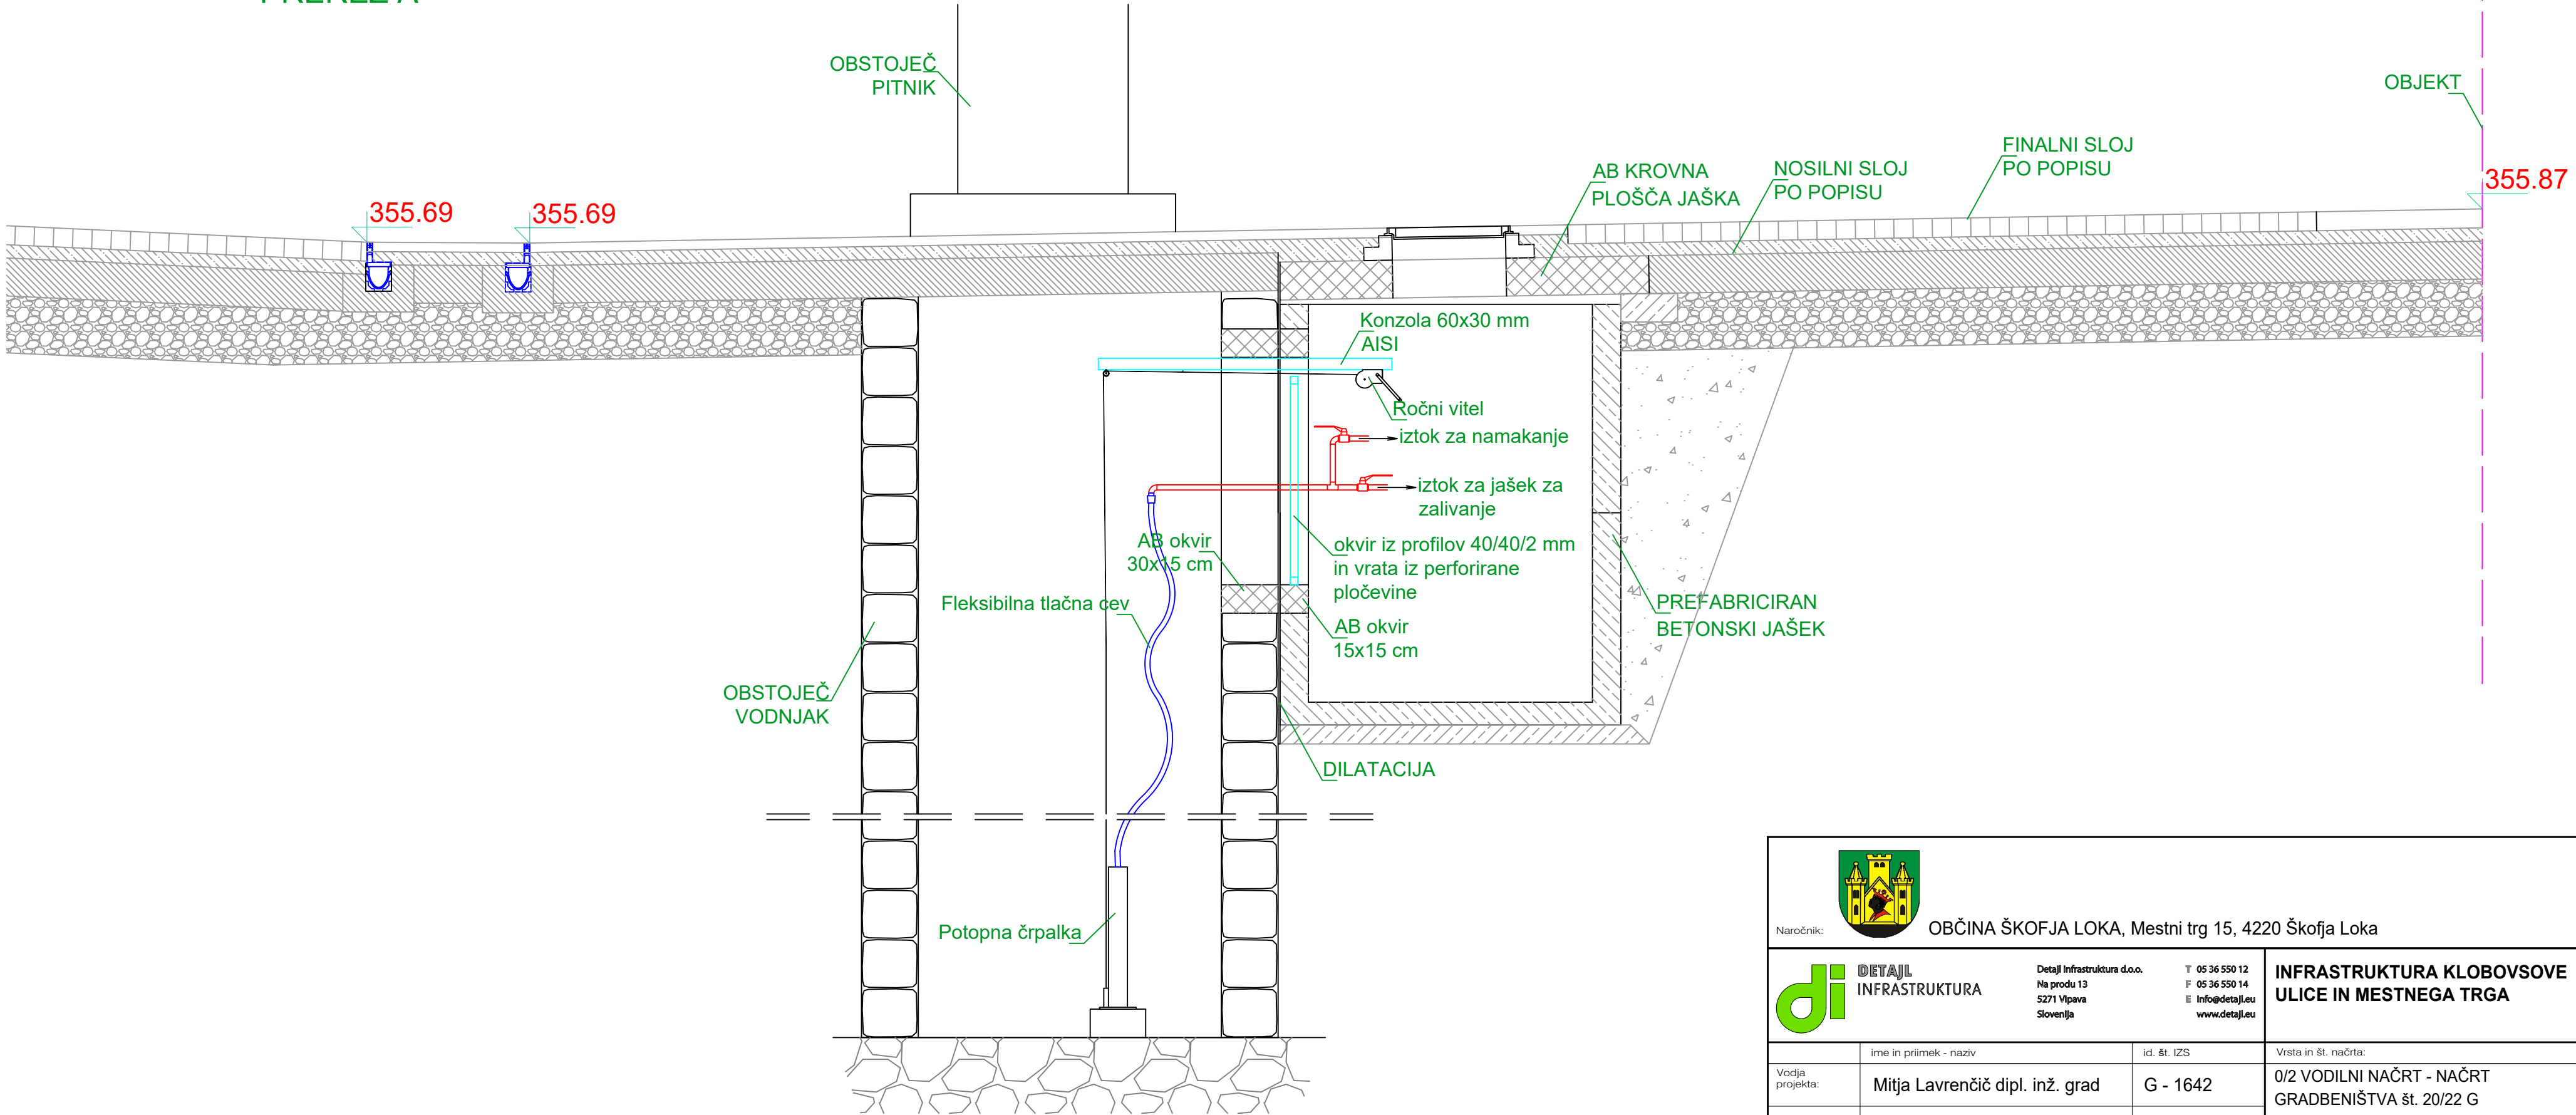 OBSTOJEČ
PITNIK
OBJEKT
FINALNI SLOJ
PO POPISU
NOSILNI SLOJ
PO POPISU
AB KROVNA
PLOŠČA JAŠKA
355.87
355.69
355.69
Konzola 60x30 mm
AISI
Ročni vitel
iztok za namakanje
iztok za jašek za
zalivanje
AB okvir
30x15 cm
okvir iz profilov 40/40/2 mm
in vrata iz perforirane
pločevine
Fleksibilna tlačna cev
AB okvir
15x15 cm
PREFABRICIRAN
BETONSKI JAŠEK
OBSTOJEČ
VODNJAK
DILATACIJA
Potopna črpalka
Naročnik:
OBČINA ŠKOFJA LOKA, Mestni trg 15, 4220 Škofja Loka
di
DETAJL
INFRASTRUKTURA
Detajl infrastruktura d.o.o.
Na produ 13
5271 Vipava
Slovenija
T 05 36 550 12
F 05 36 550 14
E info@detajl.eu
www.detajl.eu
INFRASTRUKTURA KLOBOVSOVE
ULICE IN MESTNEGA TRGA
ime in priimek - naziv
id. št. IZS
Vrsta in št. načrta:
Vodja
projekta:
Mitja Lavrenčič dipl. inž. grad
G - 1642
0/2 VODILNI NAČRT - NAČRT
GRADBENIŠTVA št. 20/22 G